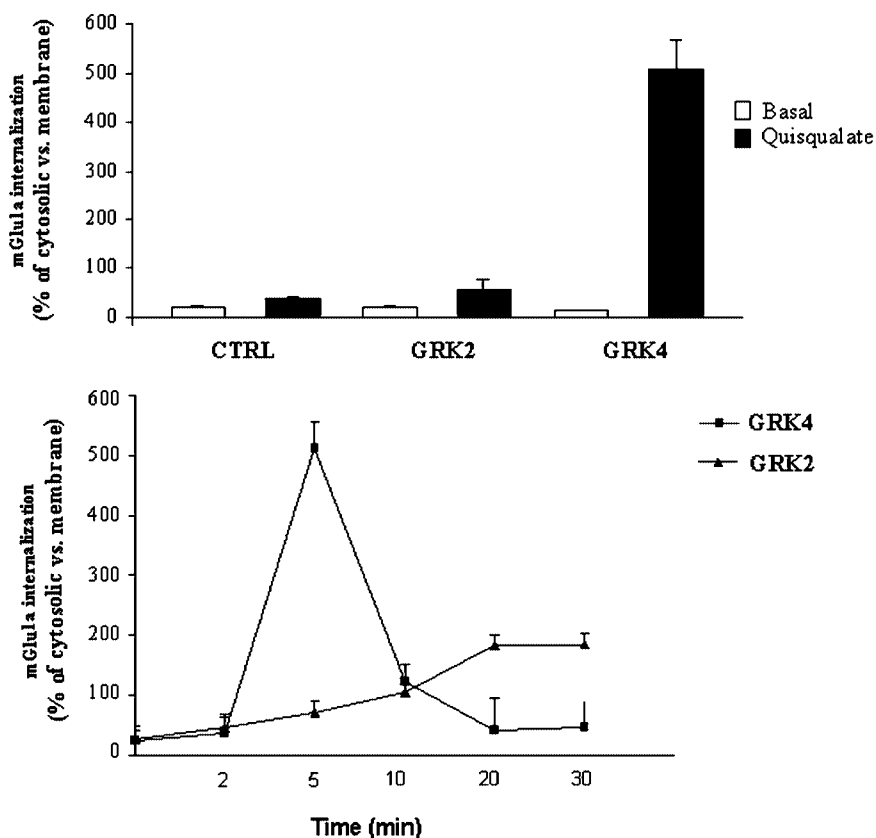 mGlu1a internalization
(% of cytosolic vs. membrane)
600
500
400
300
200
100
0
Basal
Quisqualate
CTRL GRK2 GRK4
mGlu1a internalization
(% of cytosolic vs. membrane)
600
500
400
300
200
100
0
GRK4
GRK2
2 5 10 20 30
Time (min)